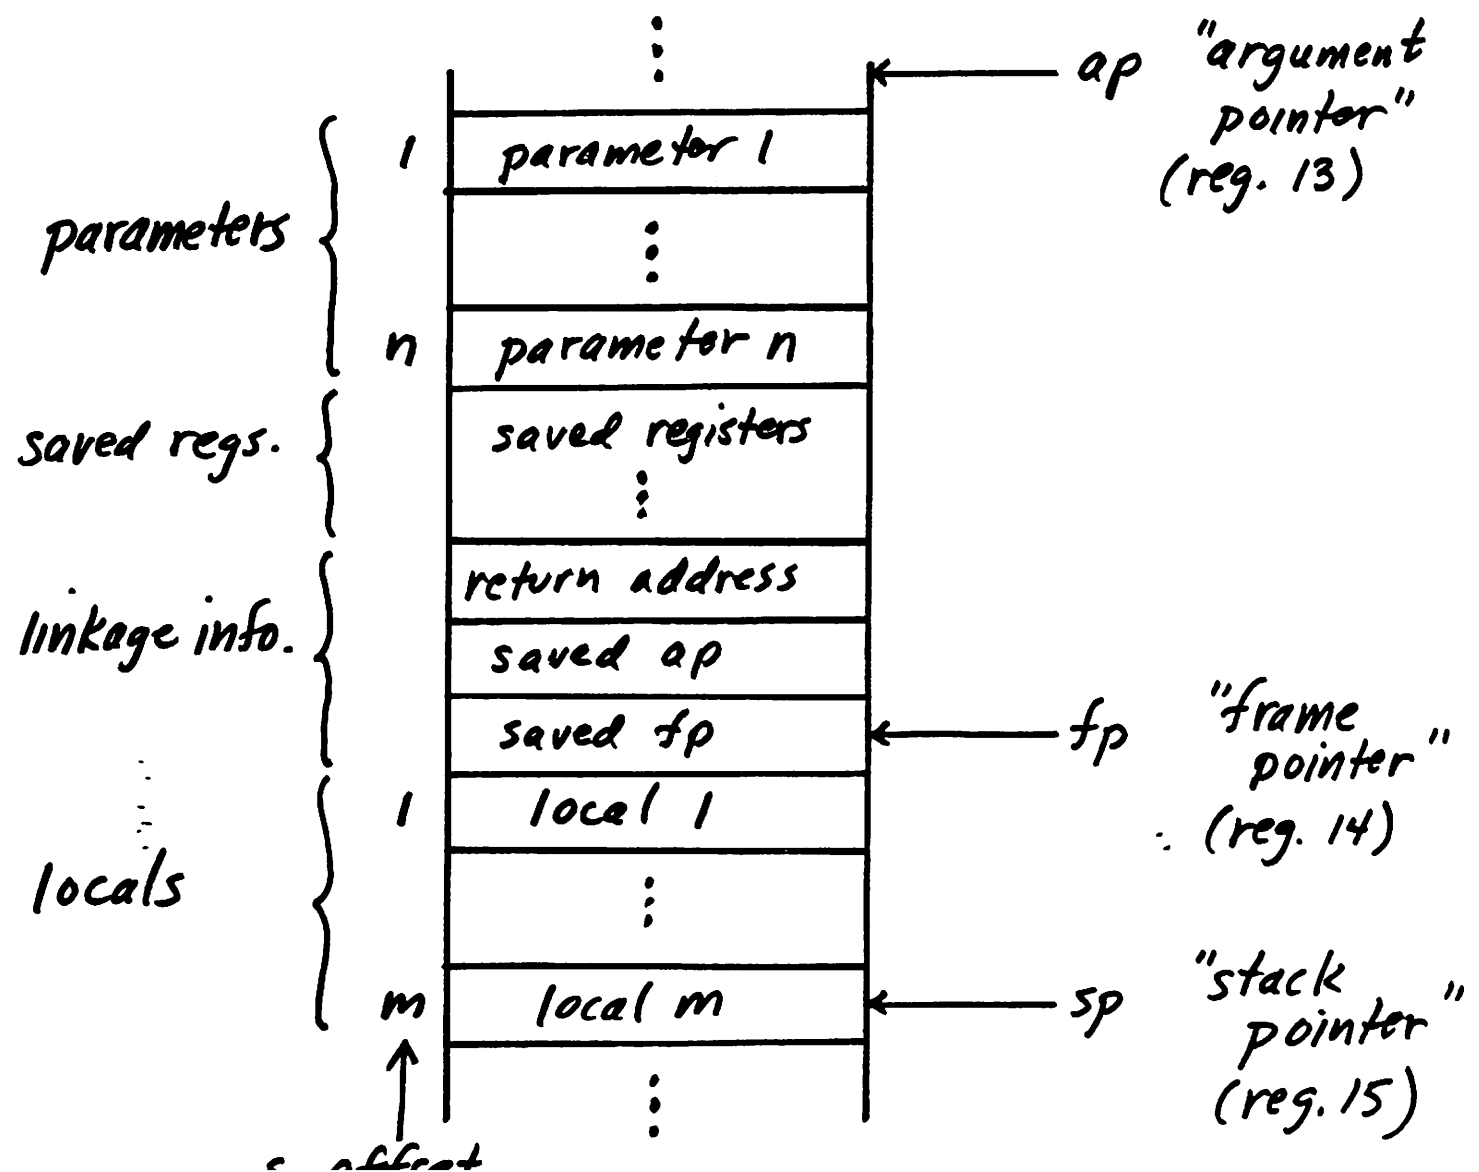 ap "argument
pointer"
(reg. 13)
1 parameter 1
parameters
n parameter n
saved regs. saved registers
return address
linkage info. saved ap
saved fp
fp "frame
pointer"
(reg. 14)
1 local 1
locals
m local m
sp "stack
pointer"
(reg. 15)
s_offset